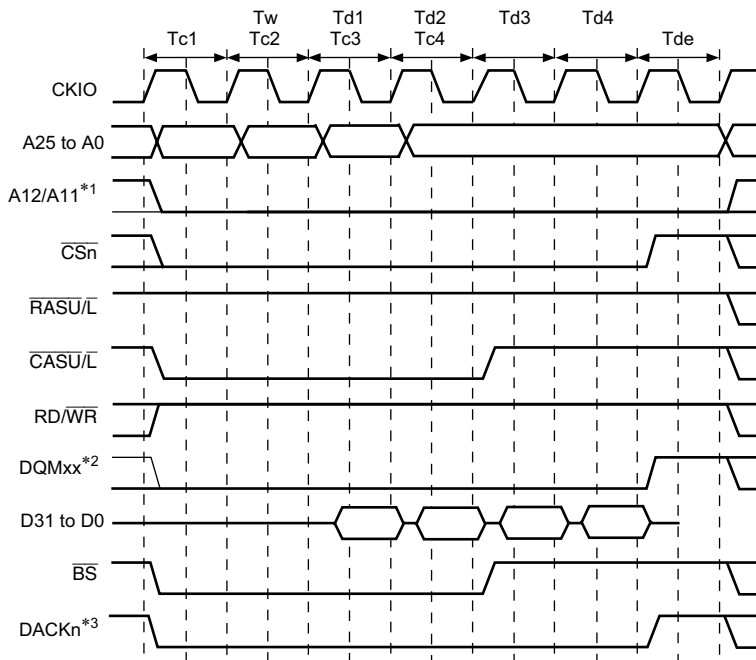 Tw Td1 Td2
Tc1 Tc2 Tc3 Tc4 Td3 Td4 Tde
CKIO
A25 to A0
A12/A11*1
CSn
RASU/L
CASU/L
RD/WR
DQMxx*2
D31 to D0
BS
DACKn*3